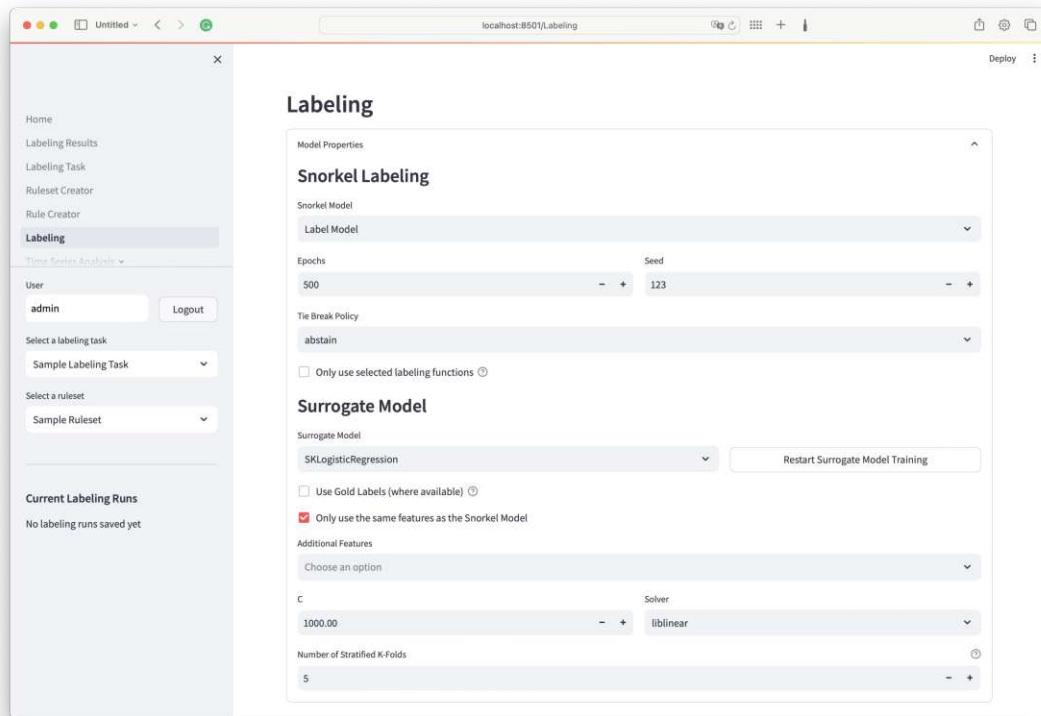 Untitled
localhost:8501/Labeling
Deploy
Home
Labeling Results
Labeling Task
Ruleset Creator
Rule Creator
Labeling
Time Series Analysis
User
admin
Logout
Select a labeling task
Sample Labeling Task
Select a ruleset
Sample Ruleset
Current Labeling Runs
No labeling runs saved yet
Labeling
Model Properties
Snorkel Labeling
Snorkel Model
Label Model
Epochs
Seed
500
123
Tie Break Policy
abstain
Only use selected labeling functions
Surrogate Model
Surrogate Model
SKLogisticRegression
Restart Surrogate Model Training
Use Gold Labels (where available)
Only use the same features as the Snorkel Model
Additional Features
Choose an option
C
Solver
1000.00
liblinear
Number of Stratified K-Folds
5